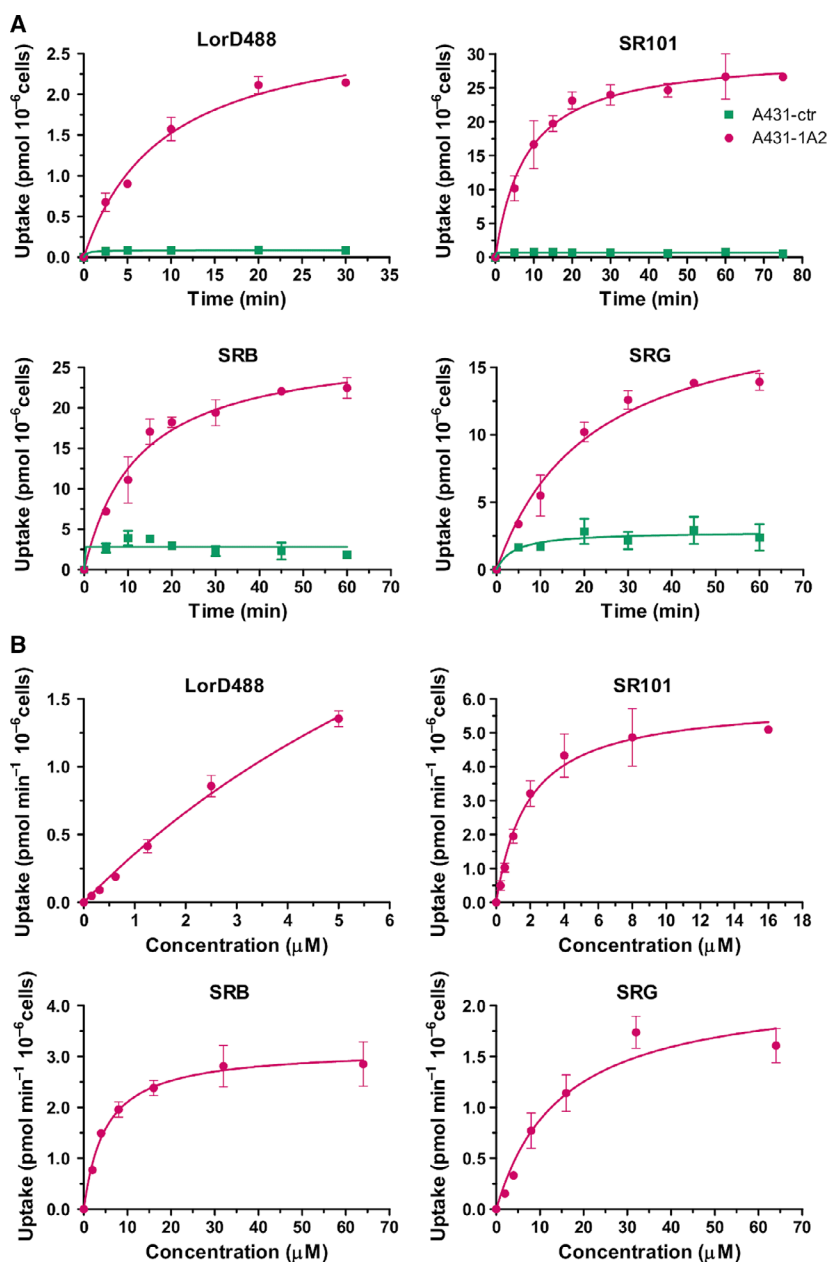 A
LorD488
2.5
2.0
1.5
1.0
0.5
0.0
Uptake (pmol 10⁻⁶cells)
0 5 10 15 20 25 30 35
Time (min)
SR101
30
25
20
15
10
5
0
Uptake (pmol 10⁻⁶cells)
0 10 20 30 40 50 60 70 80
Time (min)
A431-ctr
A431-1A2
SRB
25
20
15
10
5
0
Uptake (pmol 10⁻⁶cells)
0 10 20 30 40 50 60 70
Time (min)
SRG
15
10
5
0
Uptake (pmol 10⁻⁶cells)
0 10 20 30 40 50 60 70
Time (min)
B
LorD488
1.5
1.0
0.5
0.0
Uptake (pmol min⁻¹ 10⁻⁶cells)
0 1 2 3 4 5 6
Concentration (μM)
SR101
6.0
5.0
4.0
3.0
2.0
1.0
0.0
Uptake (pmol min⁻¹ 10⁻⁶cells)
0 2 4 6 8 10 12 14 16 18
Concentration (μM)
SRB
4.0
3.0
2.0
1.0
0.0
Uptake (pmol min⁻¹ 10⁻⁶cells)
0 10 20 30 40 50 60 70
Concentration (μM)
SRG
2.0
1.5
1.0
0.5
0.0
Uptake (pmol min⁻¹ 10⁻⁶cells)
0 10 20 30 40 50 60 70
Concentration (μM)